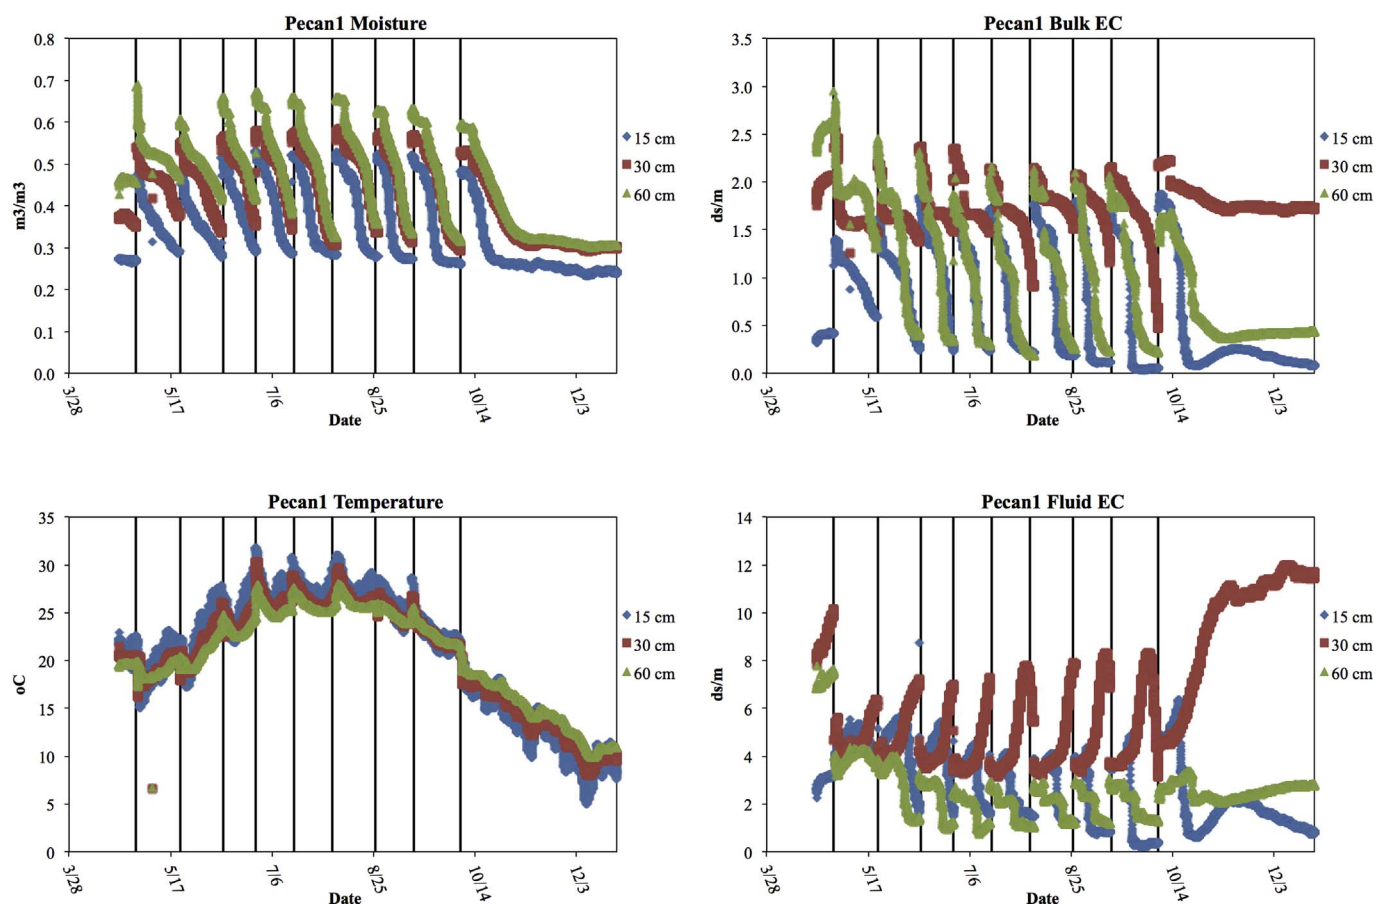 Pecan1 Moisture
0.8
0.7
0.6
0.5
0.4
0.3
0.2
0.1
0.0
m3/m3
3/28
5/17
7/6
8/25
10/14
12/3
Date
15 cm
30 cm
60 cm
Pecan1 Bulk EC
3.5
3.0
2.5
2.0
1.5
1.0
0.5
0.0
ds/m
3/28
5/17
7/6
8/25
10/14
12/3
Date
15 cm
30 cm
60 cm
Pecan1 Temperature
35
30
25
20
15
10
5
0
oC
3/28
5/17
7/6
8/25
10/14
12/3
Date
15 cm
30 cm
60 cm
Pecan1 Fluid EC
14
12
10
8
6
4
2
0
ds/m
3/28
5/17
7/6
8/25
10/14
12/3
Date
15 cm
30 cm
60 cm